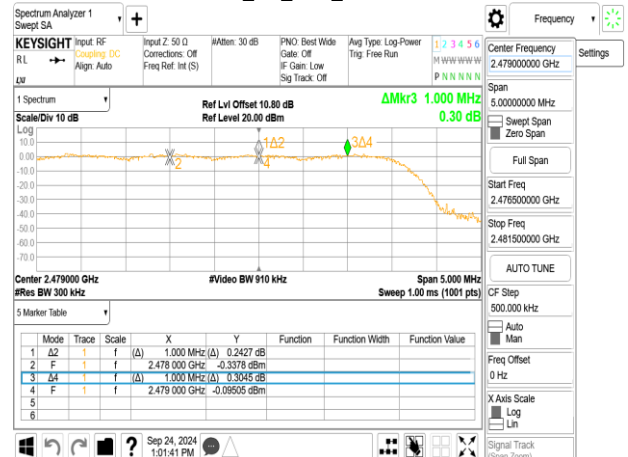 Spectrum Analyzer 1
Swept SA
Frequency
KEYSIGHT
Input: RF
Input Z: 50 Ω
#Atten: 30 dB
PNO: Best Wide
Avg Type: Log-Power
1 2 3 4 5 6
RL
Coupling: DC
Corrections: Off
Gate: Off
Trig: Free Run
Align: Auto
Freq Ref: Int (S)
IF Gain: Low
M W W W W W
Sig Track: Off
P N N N N N
Center Frequency
2.479000000 GHz
Settings
Span
5.00000000 MHz
Swept Span
Zero Span
Full Span
Start Freq
2.476500000 GHz
Stop Freq
2.481500000 GHz
AUTO TUNE
CF Step
500.000 kHz
Auto
Man
Freq Offset
0 Hz
X Axis Scale
Log
Lin
Signal Track
(Span Zoom)
1 Spectrum
Scale/Div 10 dB
Ref Lvl Offset 10.80 dB
Ref Level 20.00 dBm
ΔMkr3 1.000 MHz
0.30 dB
Log
10.0
0.00
-10.0
-20.0
-30.0
-40.0
-50.0
-60.0
-70.0
2
1Δ2
4
3Δ4
Center 2.479000 GHz
#Video BW 910 kHz
Span 5.000 MHz
#Res BW 300 kHz
Sweep 1.00 ms (1001 pts)
5 Marker Table
Mode Trace Scale X Y Function Function Width Function Value
1 Δ2 1 f (Δ) 1.000 MHz (Δ) 0.2427 dB
2 F 1 f 2.478 000 GHz -0.3378 dBm
3 Δ4 1 f (Δ) 1.000 MHz (Δ) 0.3045 dB
4 F 1 f 2.479 000 GHz -0.09505 dBm
5
6
Sep 24, 2024
1:01:41 PM